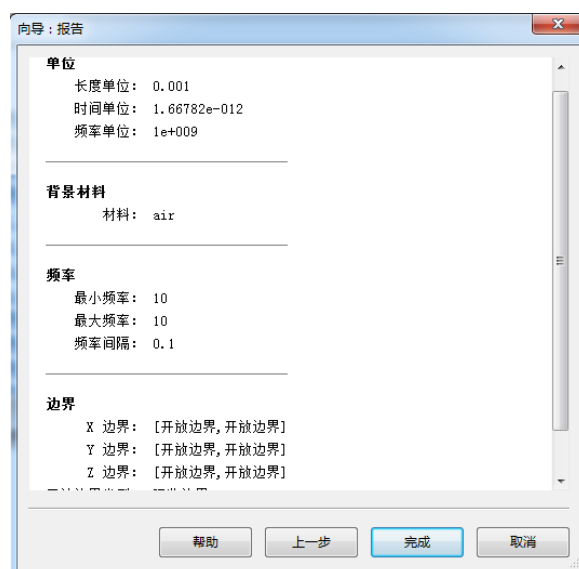 向导：报告
单位
长度单位： 0.001
时间单位： 1.66782e-012
频率单位： 1e+009
背景材料
材料： air
频率
最小频率： 10
最大频率： 10
频率间隔： 0.1
边界
X 边界： [开放边界,开放边界]
Y 边界： [开放边界,开放边界]
Z 边界： [开放边界,开放边界]
帮助 上一步 完成 取消